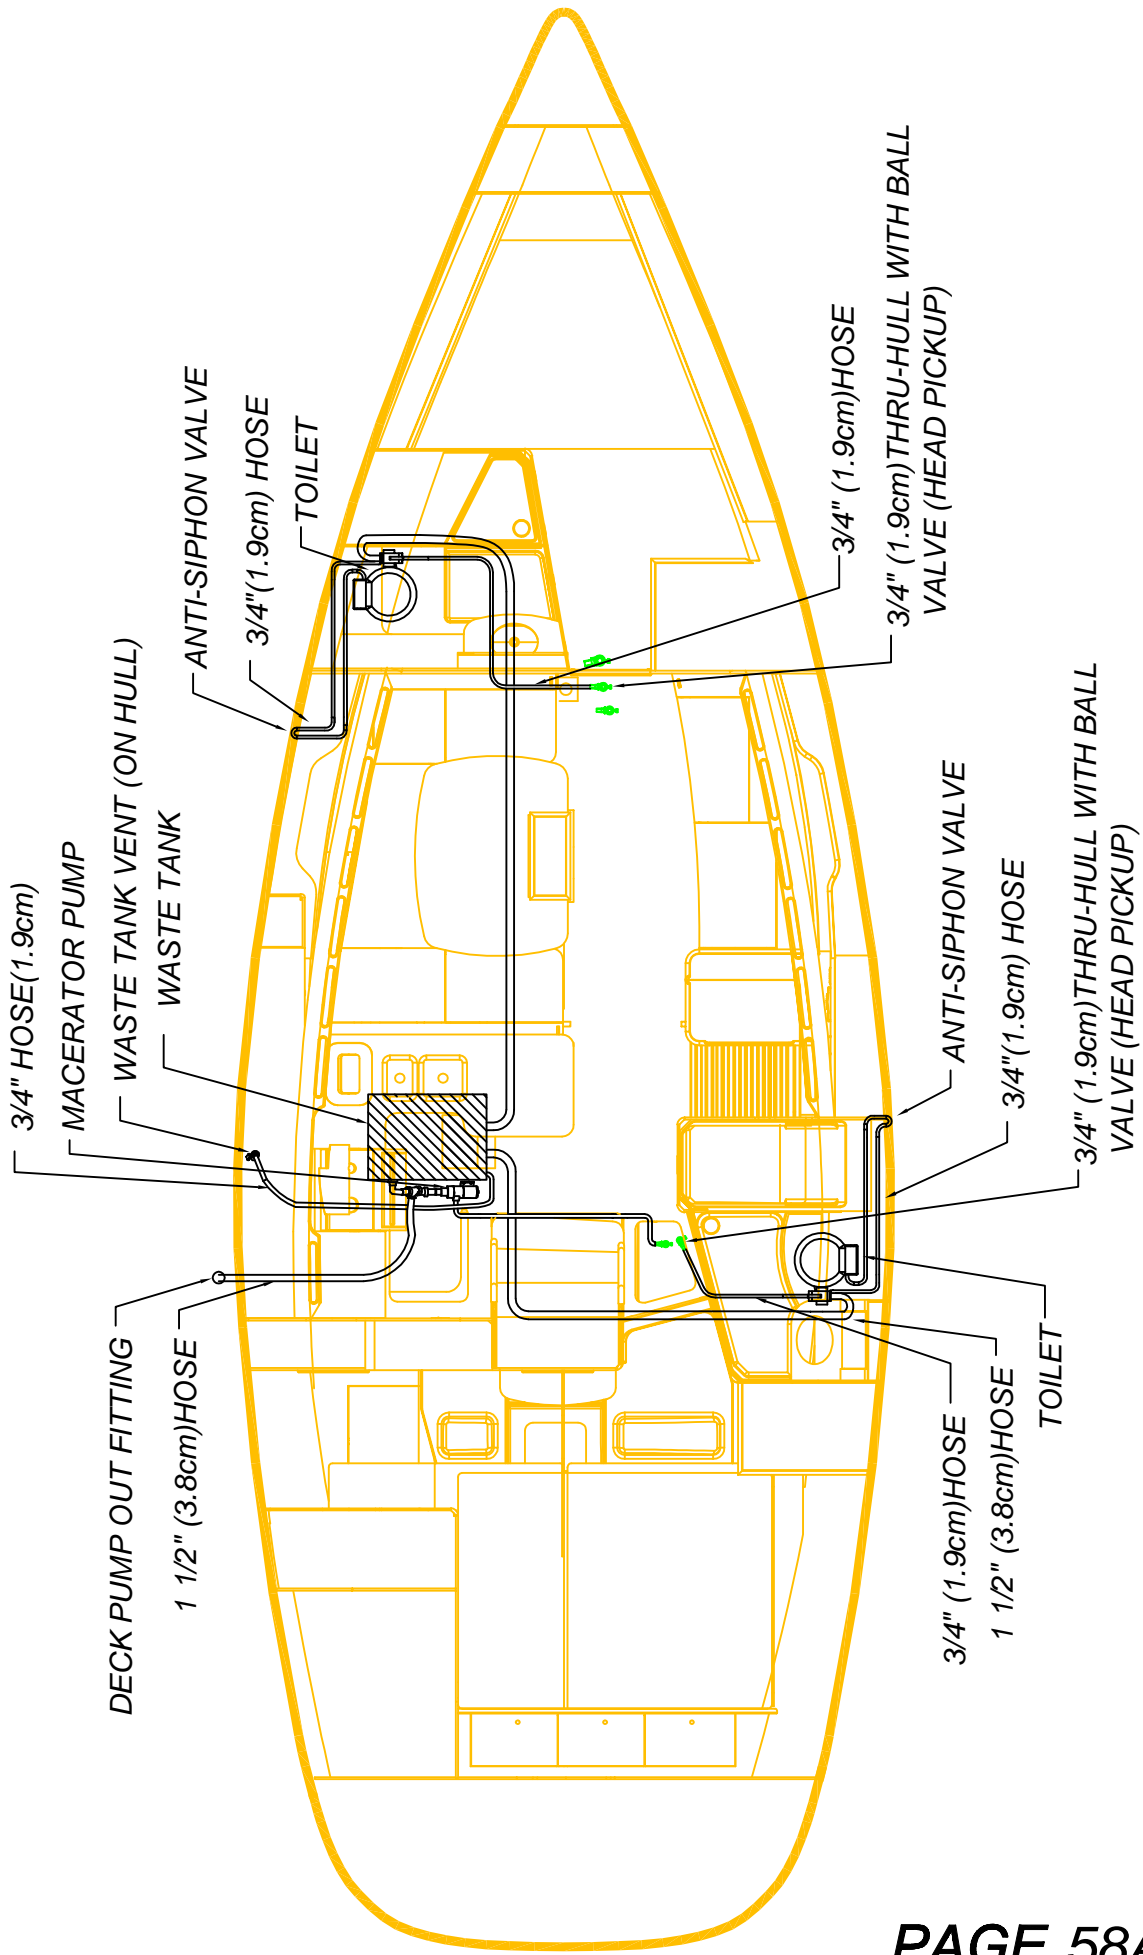 3/4" HOSE(1.9cm)
MACERATOR PUMP
WASTE TANK VENT (ON HULL)
WASTE TANK
ANTI-SIPHON VALVE
3/4"(1.9cm) HOSE
TOILET
3/4" (1.9cm)HOSE
3/4" (1.9cm)THRU-HULL WITH BALL
VALVE (HEAD PICKUP)
DECK PUMP OUT FITTING
1 1/2" (3.8cm)HOSE
ANTI-SIPHON VALVE
3/4"(1.9cm) HOSE
3/4" (1.9cm)THRU-HULL WITH BALL
VALVE (HEAD PICKUP)
3/4" (1.9cm)HOSE
1 1/2" (3.8cm)HOSE
TOILET
PAGE 58